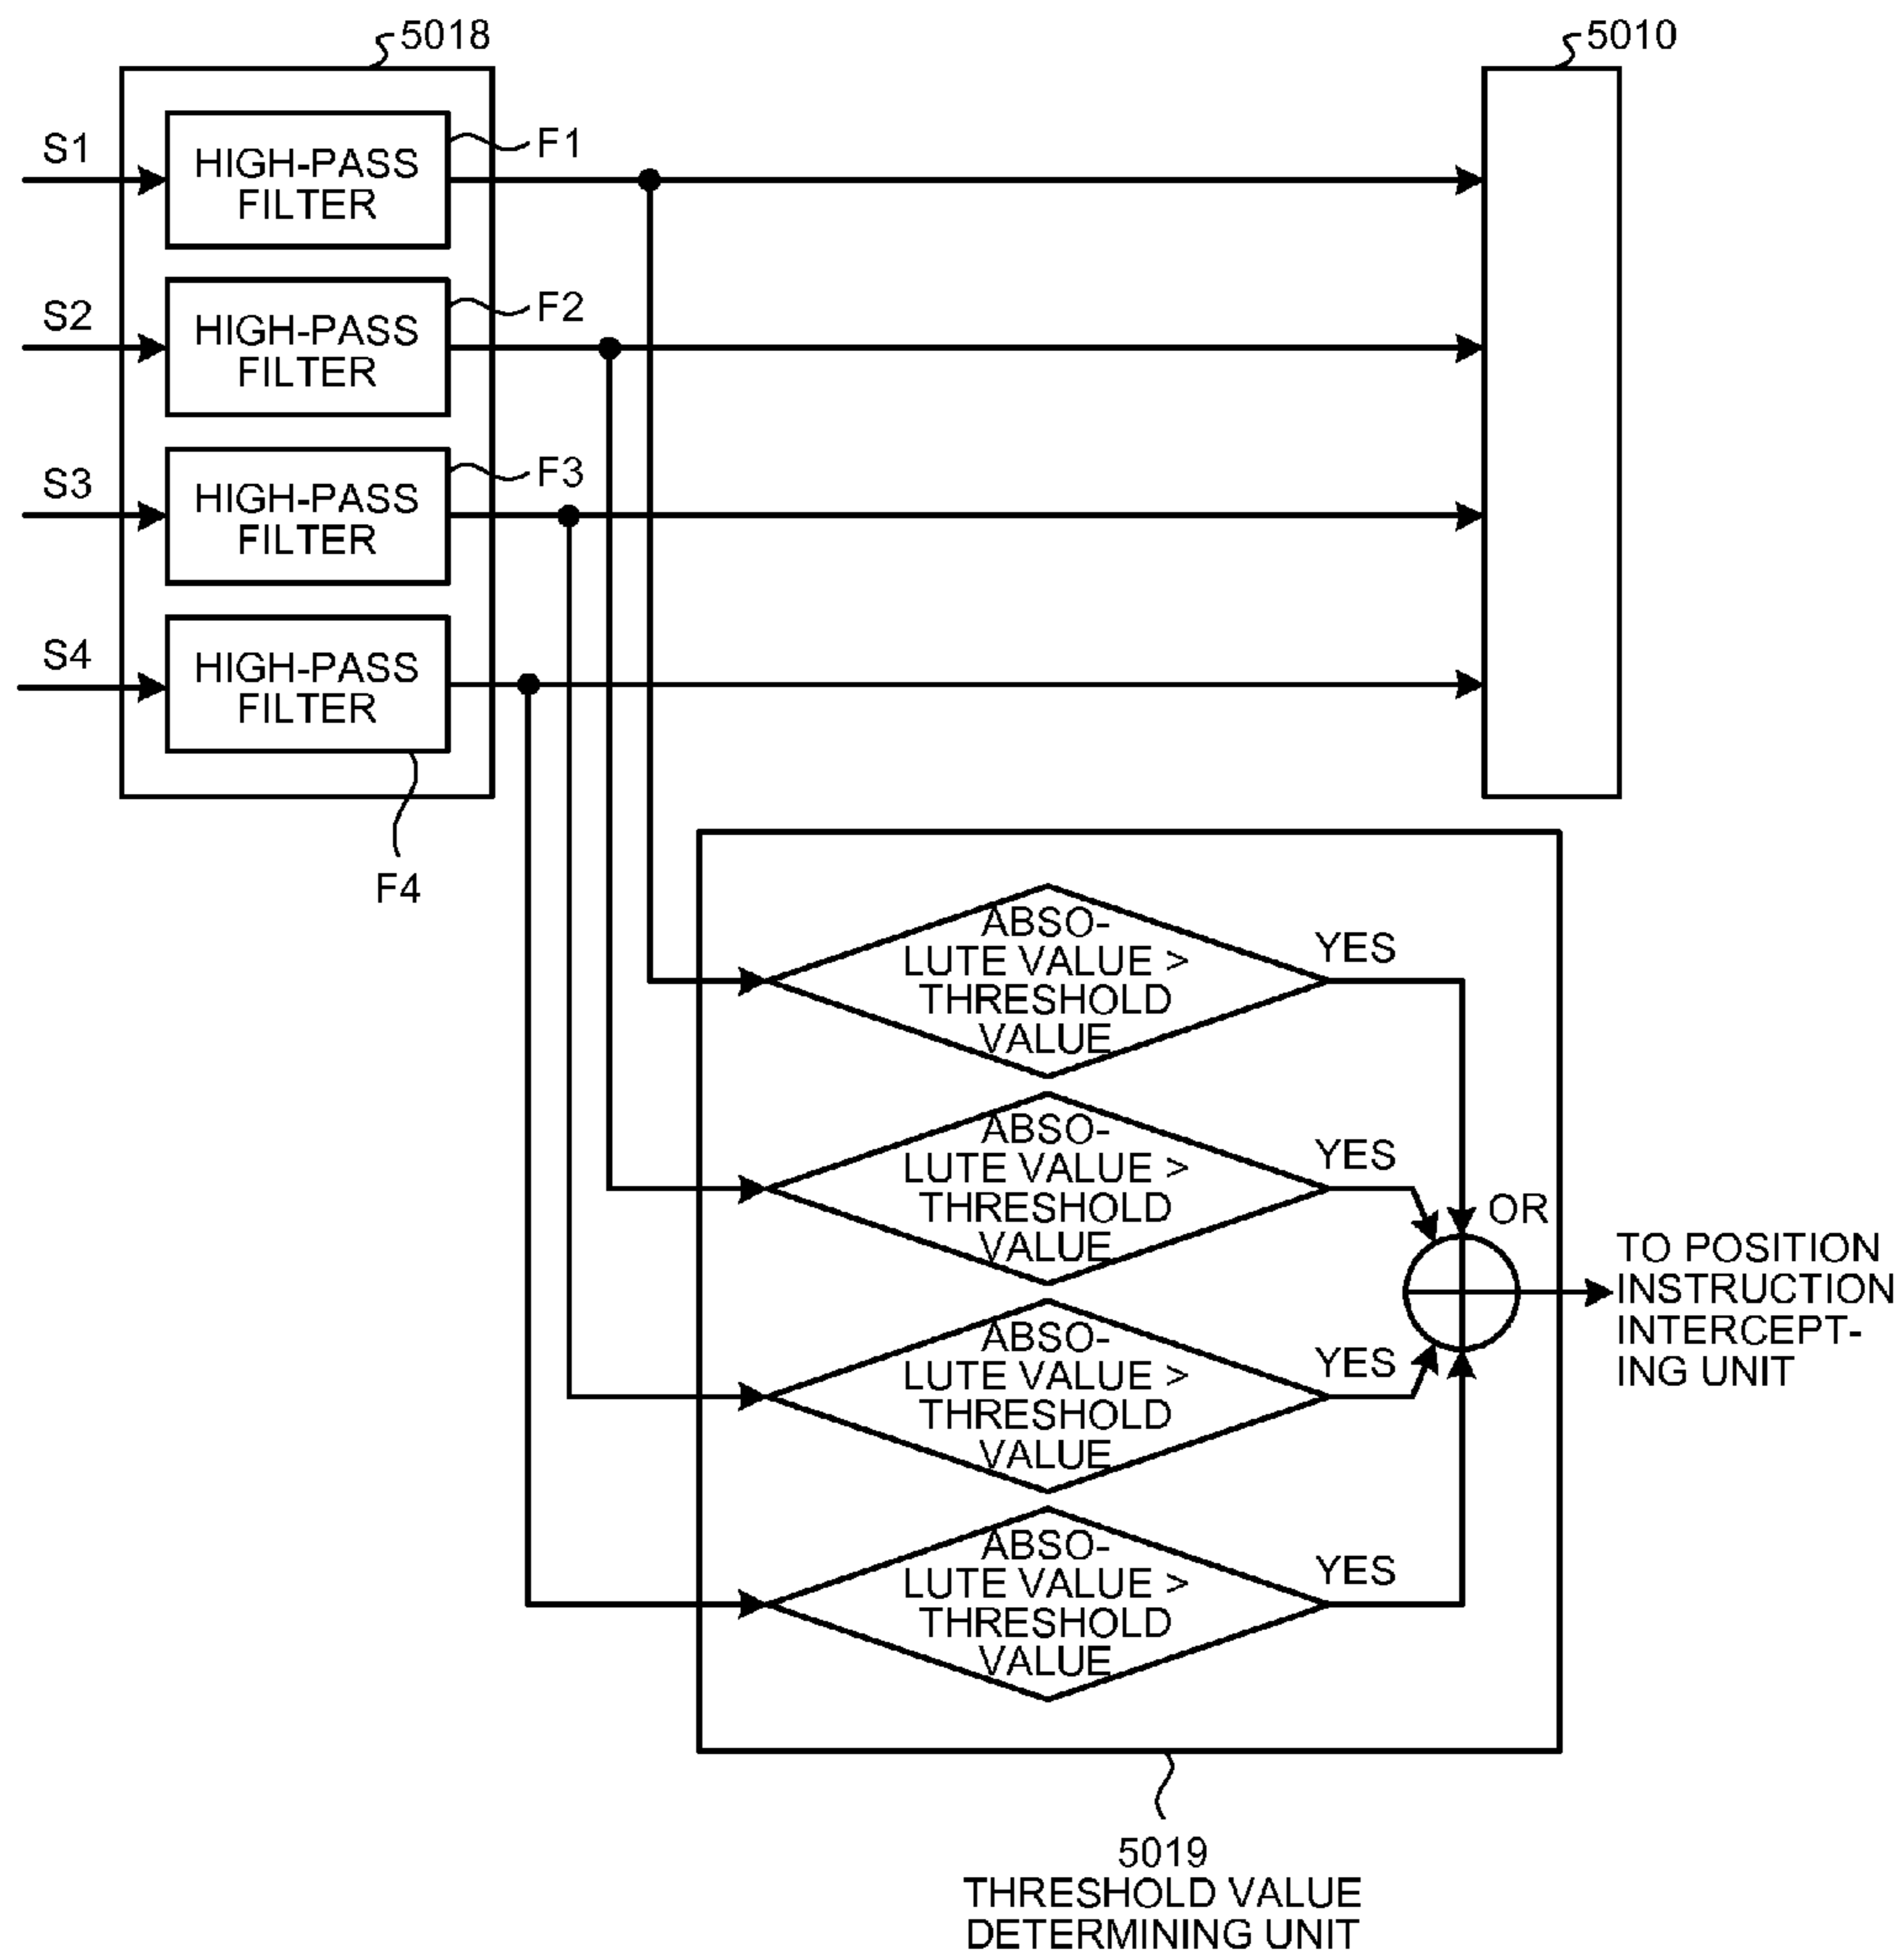 5018
5010
S1
HIGH-PASS
FILTER
F1
S2
HIGH-PASS
FILTER
F2
S3
HIGH-PASS
FILTER
F3
S4
HIGH-PASS
FILTER
F4
ABSO-
LUTE VALUE >
THRESHOLD
VALUE
YES
ABSO-
LUTE VALUE >
THRESHOLD
VALUE
YES
OR
TO POSITION
INSTRUCTION
INTERCEPT-
ING UNIT
ABSO-
LUTE VALUE >
THRESHOLD
VALUE
YES
ABSO-
LUTE VALUE >
THRESHOLD
VALUE
YES
5019
THRESHOLD VALUE
DETERMINING UNIT